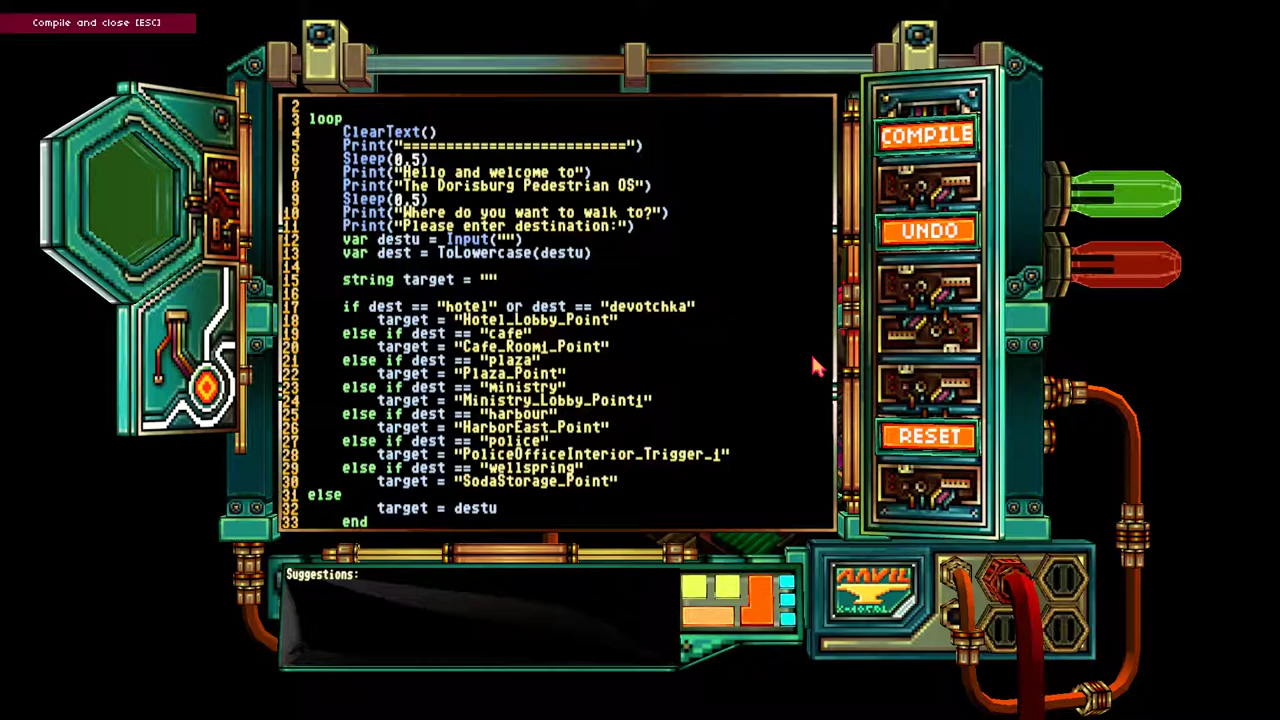 Compile and close [ESC]
2
3 loop
4 ClearText()
5 Print("==========================")
6 Sleep(0.5)
7 Print("Hello and welcome to")
8 Print("The Dorisburg Pedestrian OS")
9 Sleep(0.5)
10 Print("Where do you want to walk to?")
11 Print("Please enter destination:")
12 var destu = Input("")
13 var dest = ToLowercase(destu)
14
15 string target = ""
16
17 if dest == "hotel" or dest == "devotchka"
18 target = "Hotel_Lobby_Point"
19 else if dest == "cafe"
20 target = "Cafe_Room1_Point"
21 else if dest == "plaza"
22 target = "Plaza_Point"
23 else if dest == "ministry"
24 target = "Ministry_Lobby_Point1"
25 else if dest == "harbour"
26 target = "HarborEast_Point"
27 else if dest == "police"
28 target = "PoliceOfficeInterior_Trigger_1"
29 else if dest == "wellspring"
30 target = "SodaStorage_Point"
31 else
32 target = destu
33 end
COMPILE
UNDO
RESET
Suggestions:
ANVIL